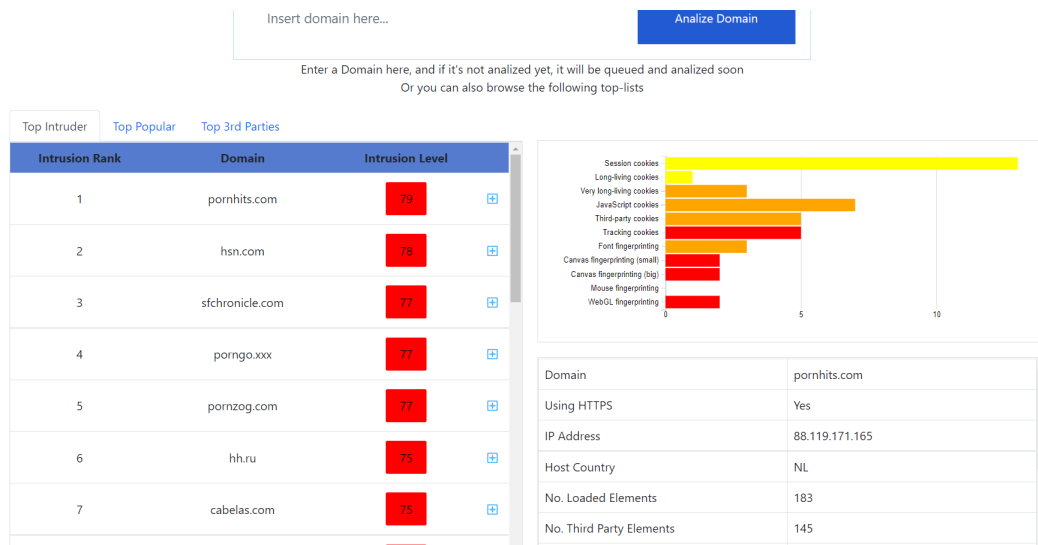 Insert domain here...
Analize Domain
Enter a Domain here, and if it's not analized yet, it will be queued and analized soon
Or you can also browse the following top-lists
Top Intruder Top Popular Top 3rd Parties
Intrusion Rank Domain Intrusion Level
1 pornhits.com 79
2 hsn.com 78
3 sfchronicle.com 77
4 porngo.xxx 77
5 pornzog.com 77
6 hh.ru 75
7 cabelas.com 75
Session cookies
Long-living cookies
Very long-living cookies
JavaScript cookies
Third-party cookies
Tracking cookies
Font fingerprinting
Canvas fingerprinting (small)
Canvas fingerprinting (big)
Mouse fingerprinting
WebGL fingerprinting
0 5 10
Domain pornhits.com
Using HTTPS Yes
IP Address 88.119.171.165
Host Country NL
No. Loaded Elements 183
No. Third Party Elements 145